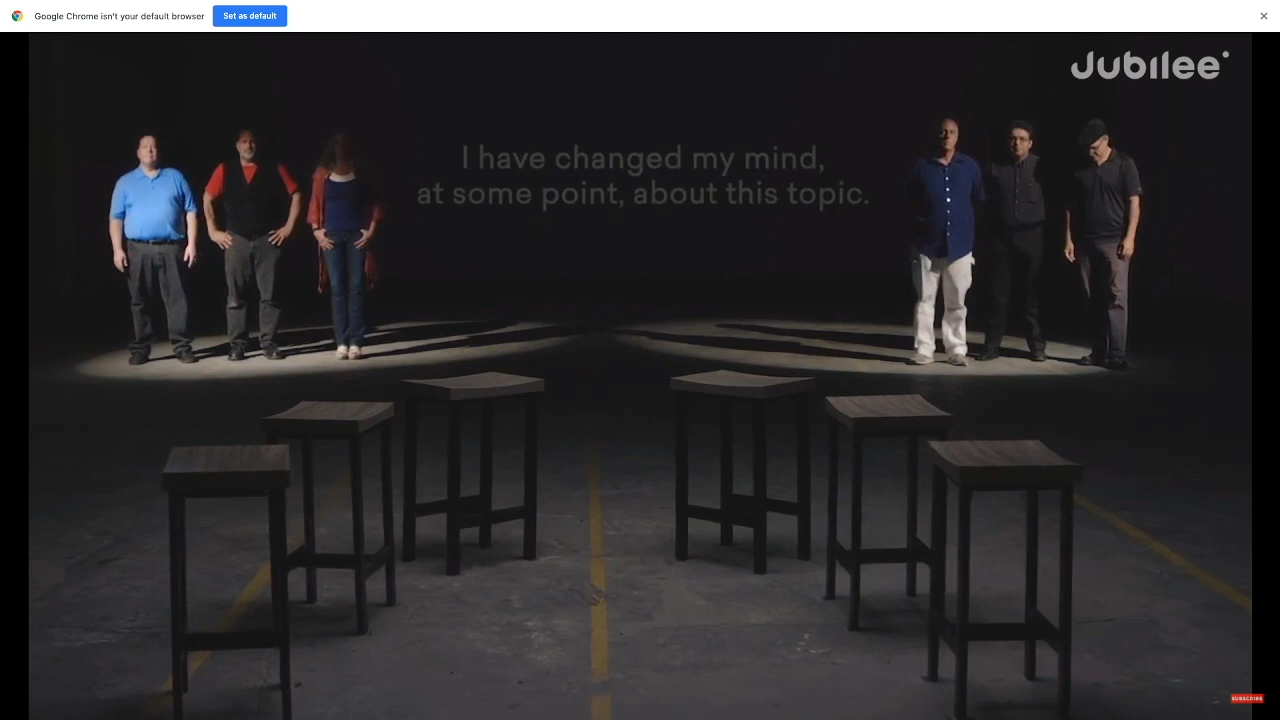 Google Chrome isn't your default browser
Set as default
Jubilee
I have changed my mind,
at some point, about this topic.
SUBSCRIBE